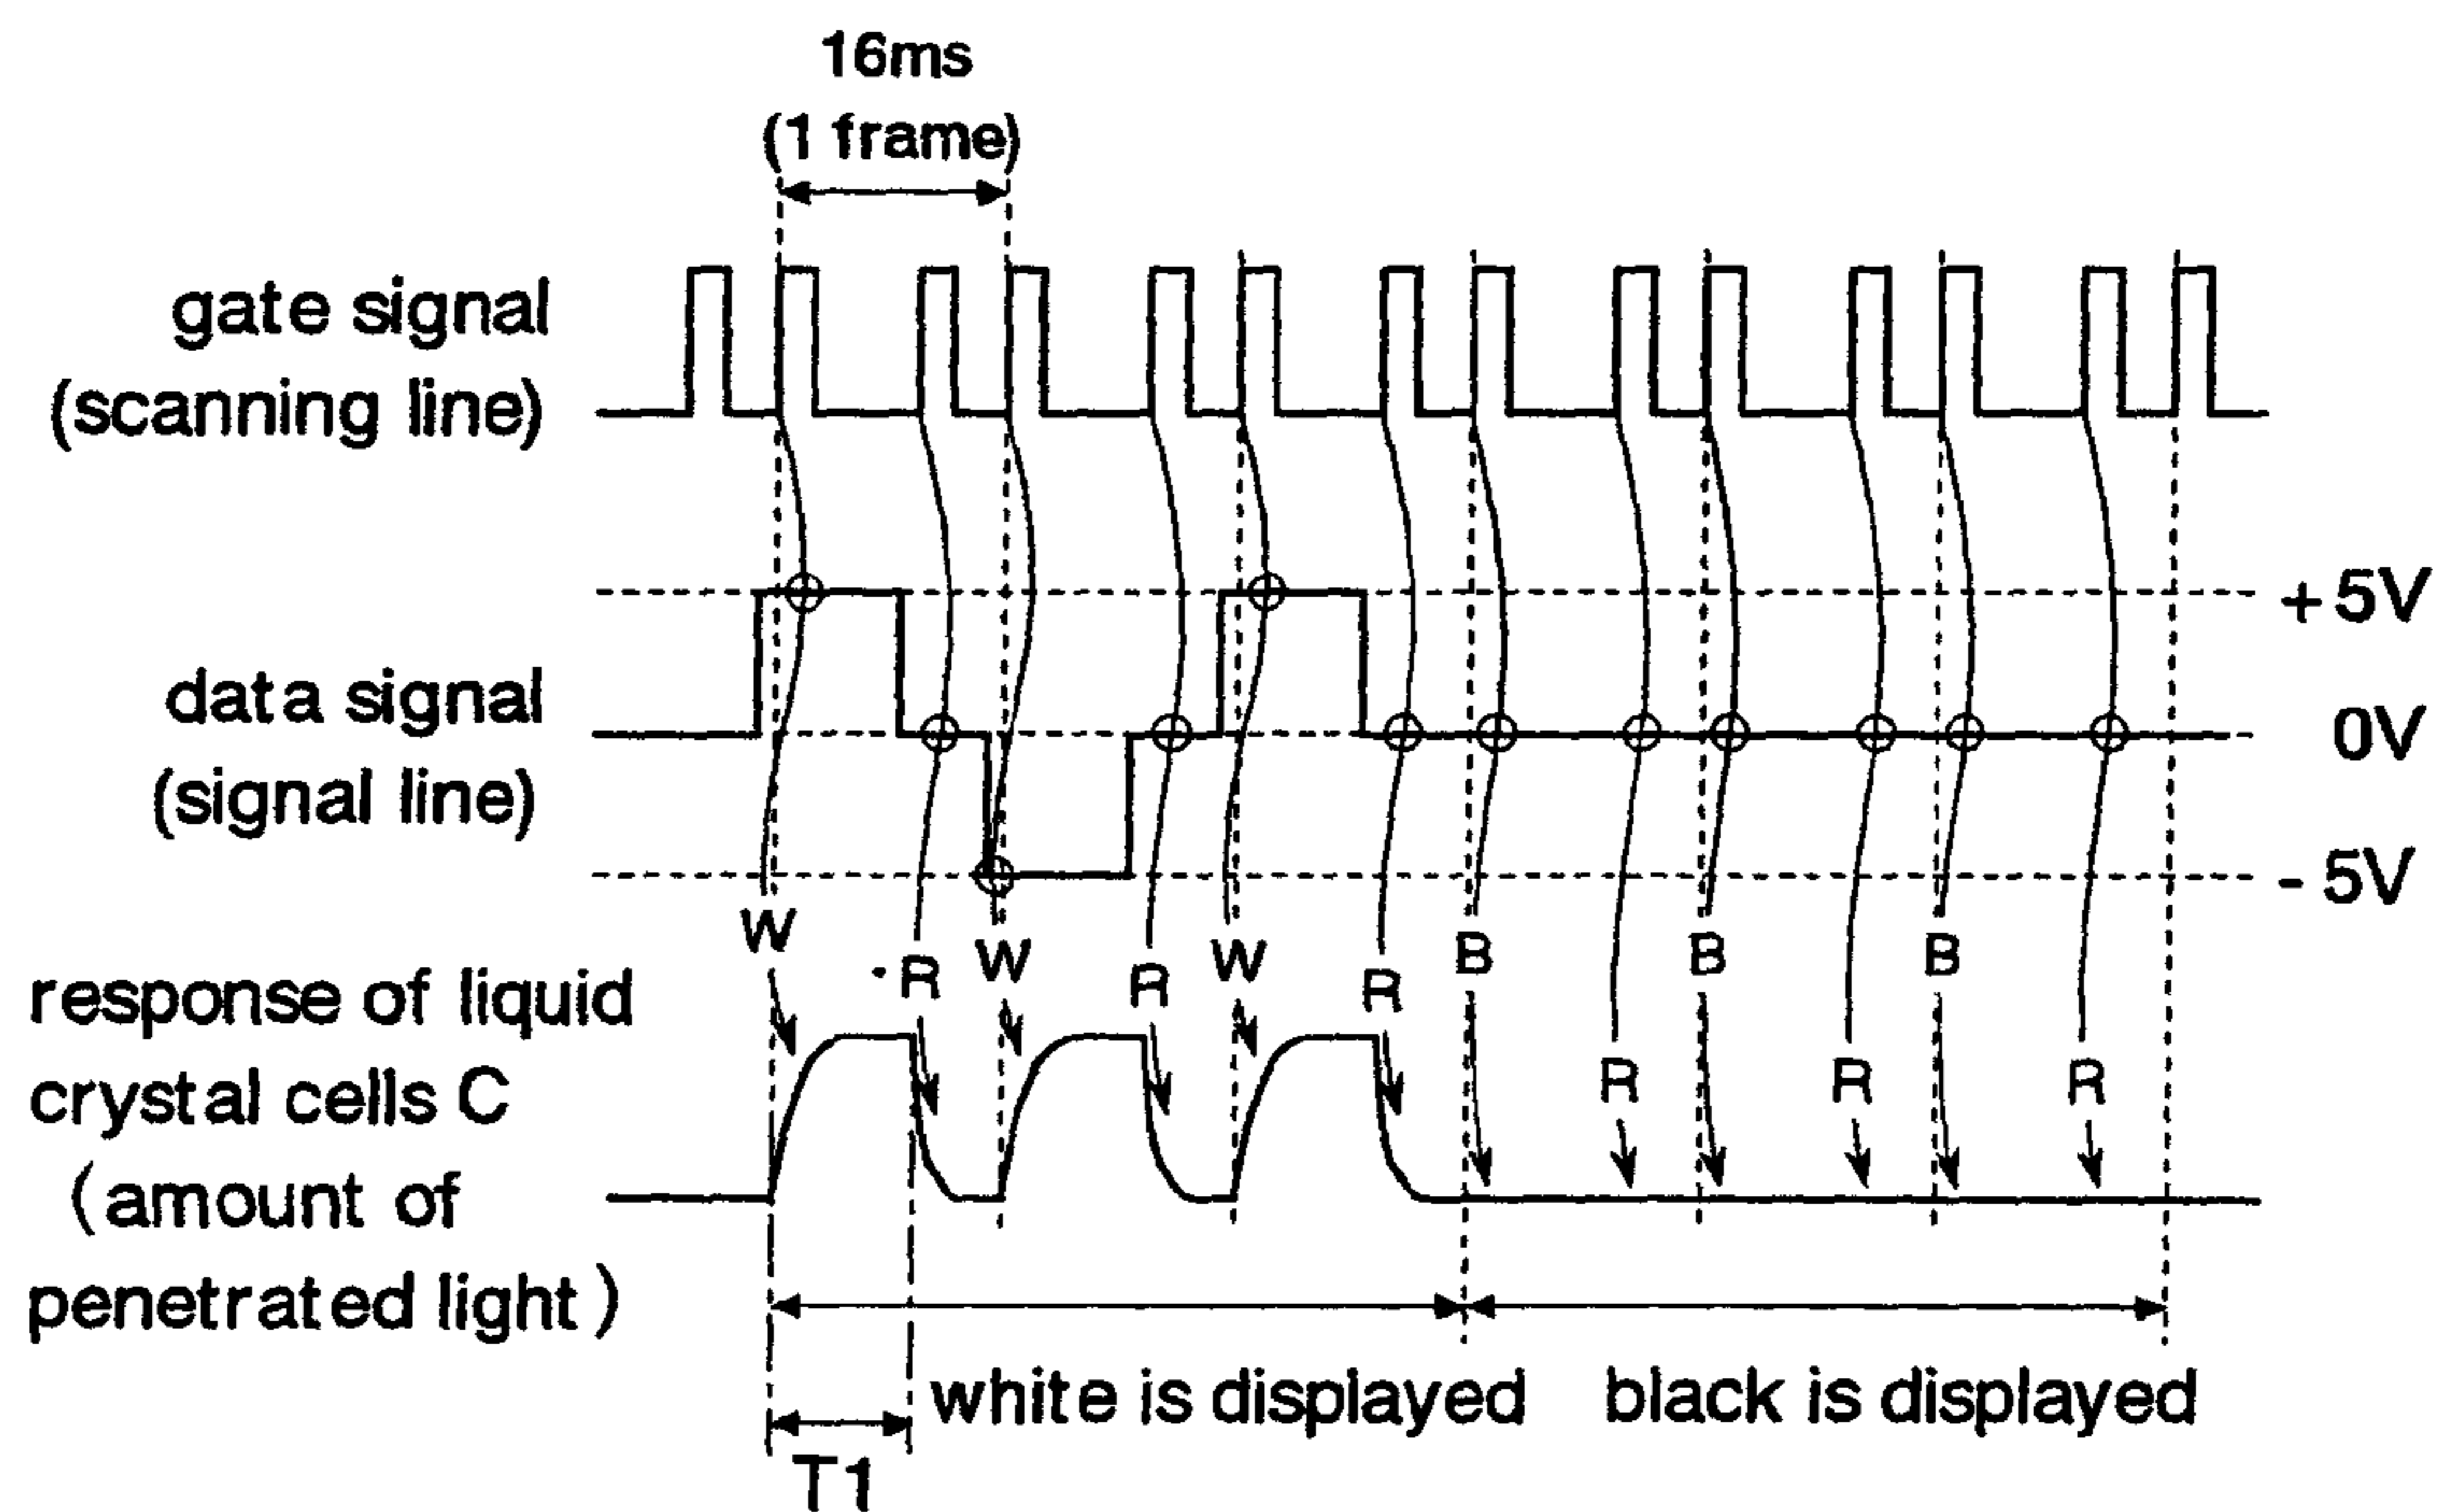 16ms
(1 frame)
gate signal
(scanning line)
+5V
data signal
0V
(signal line)
-5V
W R W R W R B B B
R R R
response of liquid
crystal cells C
(amount of
penetrated light)
white is displayed black is displayed
T1